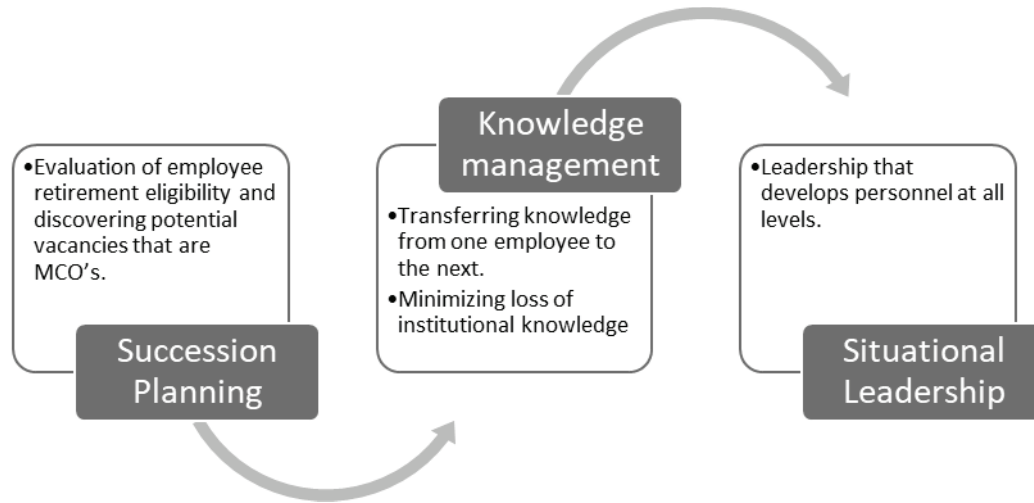 •Evaluation of employee
retirement eligibility and
discovering potential
vacancies that are
MCO's.
Succession
Planning
Knowledge
management
•Transferring knowledge
from one employee to
the next.
•Minimizing loss of
institutional knowledge
•Leadership that
develops personnel at all
levels.
Situational
Leadership